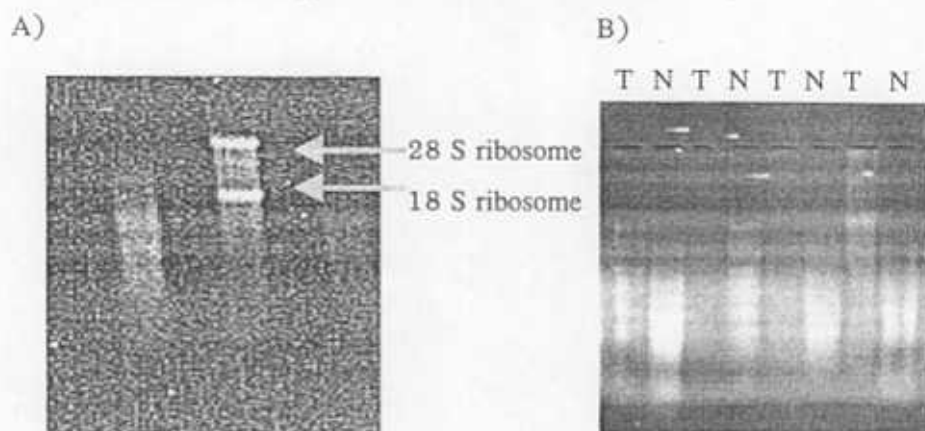 A)
B)
T N T N T N T N
28 S ribosome
18 S ribosome